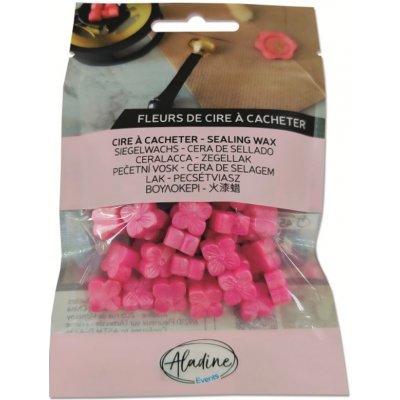 FLEURS DE CIRE À CACHETER
CIRE À CACHETER - SEALING WAX
SIEGELWACHS - CERA DE SELLADO
CERALACCA - ZEGELLAK
PEČETNÍ VOSK - CERA DE SELAGEM
LAK - PECSÉTVIASZ
ΒΟΥΛΟΚΕΡΙ - 火漆蜡
Aladine
Events